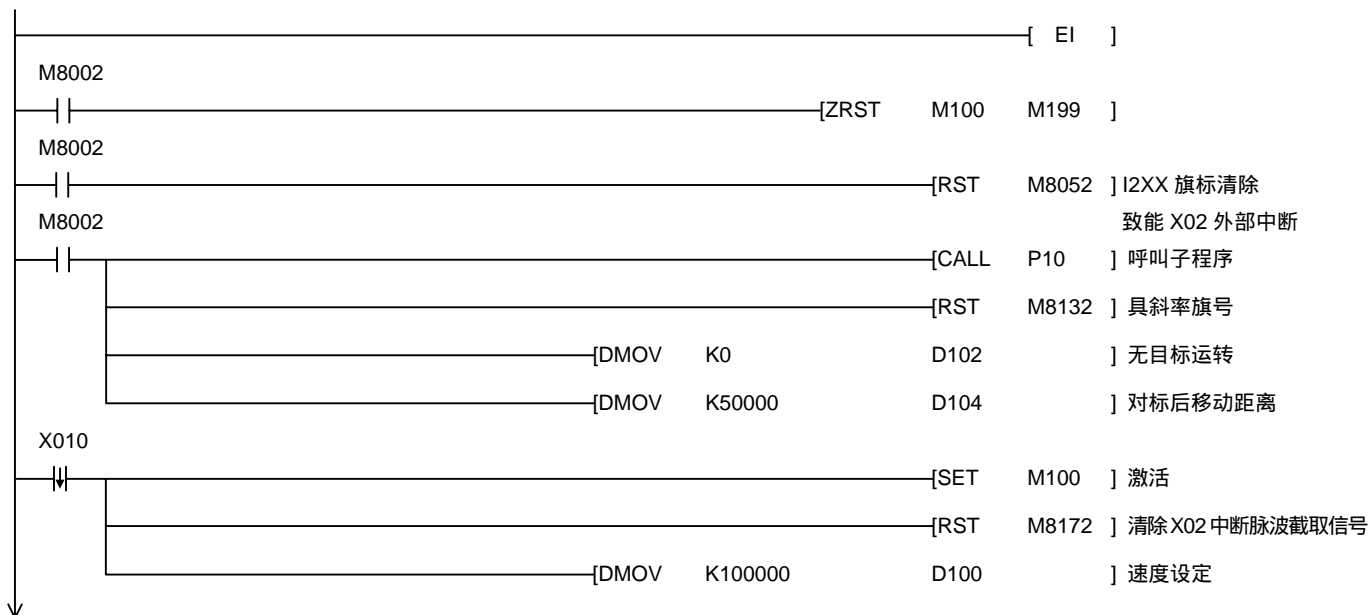 [ EI ]
M8002
[ZRST M100 M199 ]
M8002
[RST M8052 ] I2XX 旗标清除
致能 X02 外部中断
M8002
[CALL P10 ] 呼叫子程序
[RST M8132 ] 具斜率旗号
[DMOV K0 D102 ] 无目标运转
[DMOV K50000 D104 ] 对标后移动距离
X010
[SET M100 ] 激活
[RST M8172 ] 清除X02中断脉波截取信号
[DMOV K100000 D100 ] 速度设定